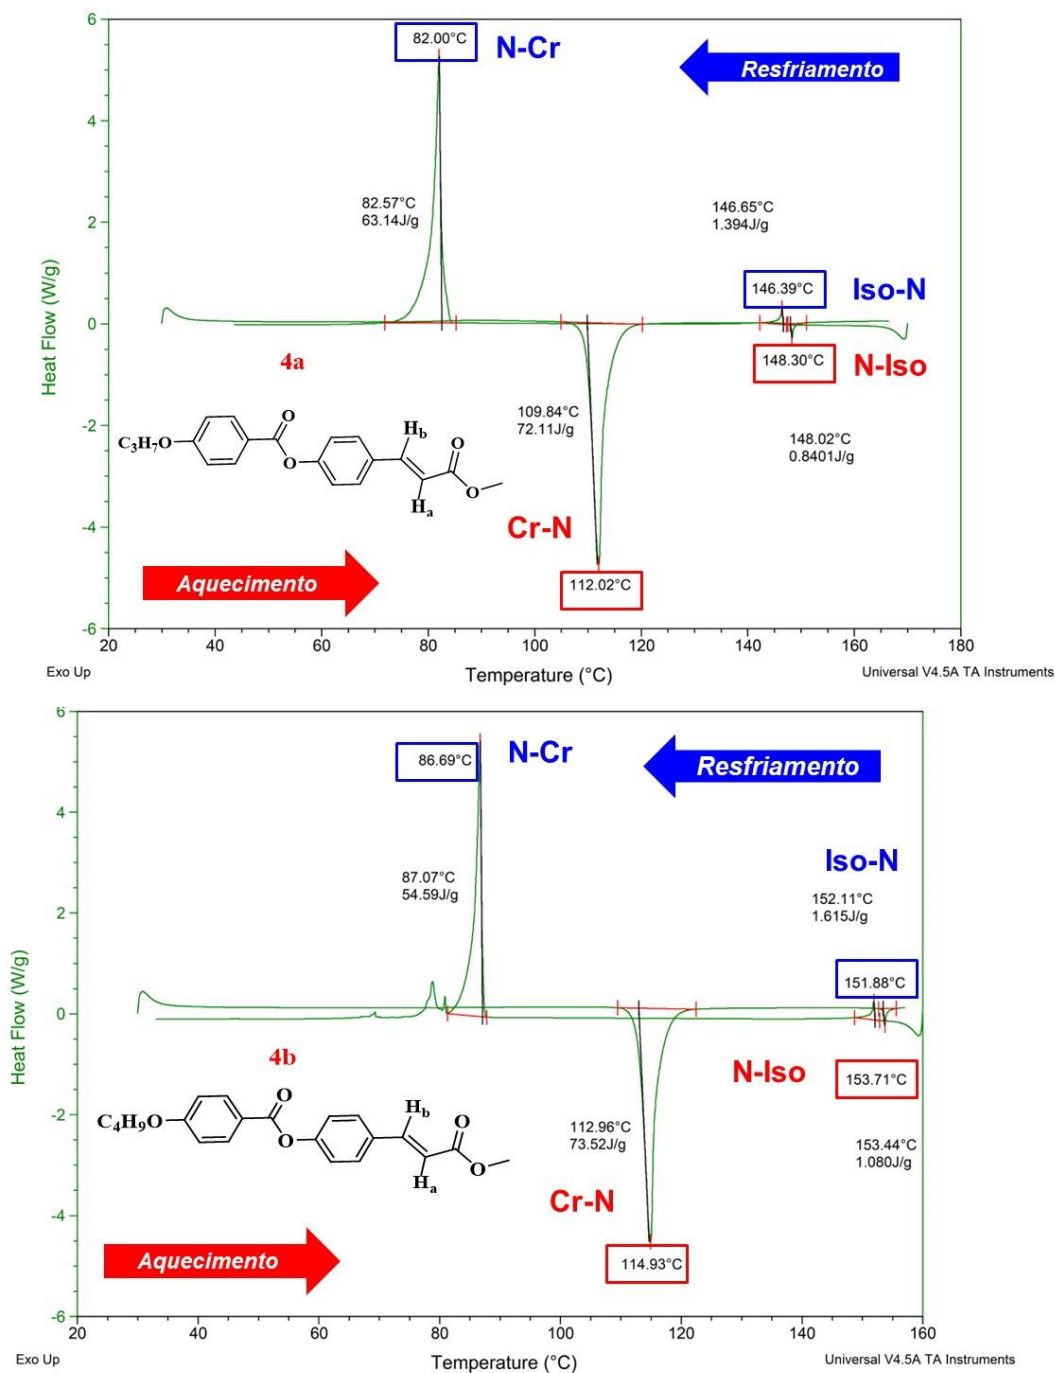 6
82.00°C
N-Cr
Resfriamento
4
82.57°C
63.14J/g
146.65°C
1.394J/g
2
146.39°C
Iso-N
Heat Flow (W/g)
0
148.30°C
N-Iso
4a
109.84°C
72.11J/g
148.02°C
0.8401J/g
-2
O
Hb
O
C3H7
O
O
O
Ha
Cr-N
-4
Aquecimento
112.02°C
-6
20 40 60 80 100 120 140 160 180
Exo Up
Temperature (°C)
Universal V4.5A TA Instruments
6
N-Cr
86.69°C
Resfriamento
4
Iso-N
87.07°C
54.59J/g
152.11°C
1.615J/g
2
151.88°C
Heat Flow (W/g)
0
4b
N-Iso
153.71°C
O
Hb
112.96°C
73.52J/g
153.44°C
1.080J/g
-2
O
C4H9
O
O
O
Ha
Cr-N
-4
Aquecimento
114.93°C
-6
20 40 60 80 100 120 140 160
Exo Up
Temperature (°C)
Universal V4.5A TA Instruments